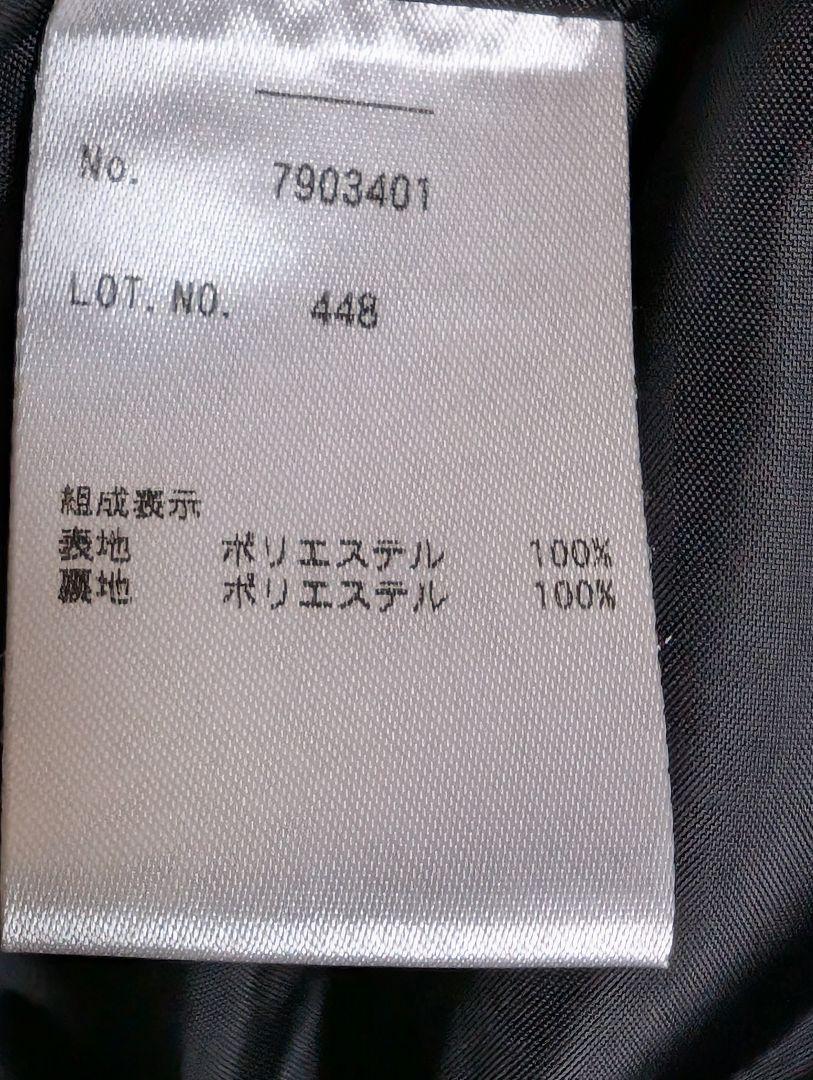 No. 7903401
LOT. NO. 448
組成表示
表地 ポリエステル 100%
裏地 ポリエステル 100%